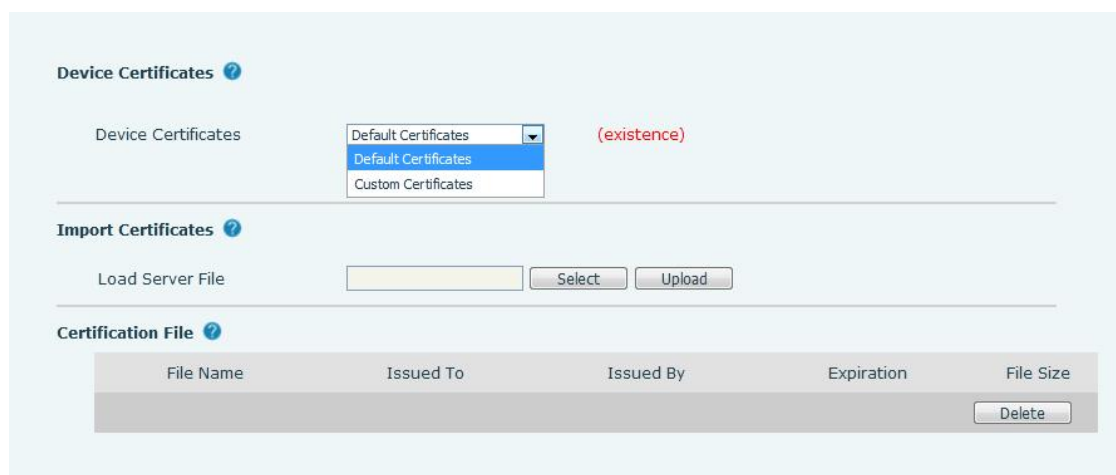 Device Certificates
Device Certificates Default Certificates (existence)
Default Certificates
Custom Certificates
Import Certificates
Load Server File Select Upload
Certification File
File Name Issued To Issued By Expiration File Size
Delete